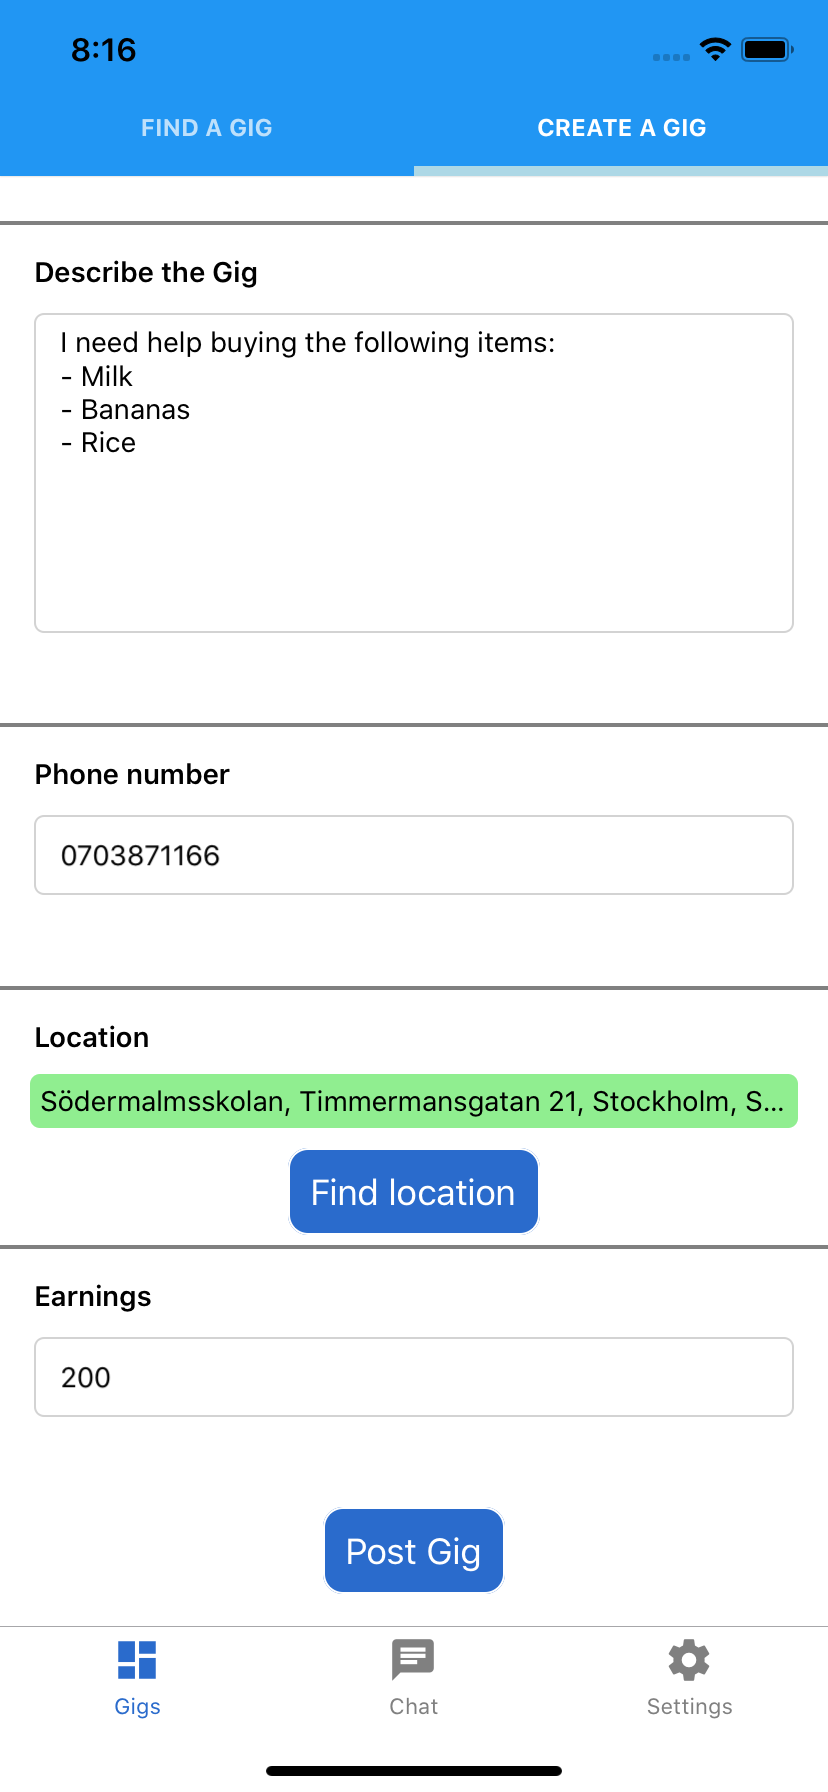 8:16
FIND A GIG
CREATE A GIG
Describe the Gig
I need help buying the following items:
- Milk
- Bananas
- Rice
Phone number
0703871166
Location
Södermalmsskolan, Timmermansgatan 21, Stockholm, S...
Find location
Earnings
200
Post Gig
Gigs
Chat
Settings